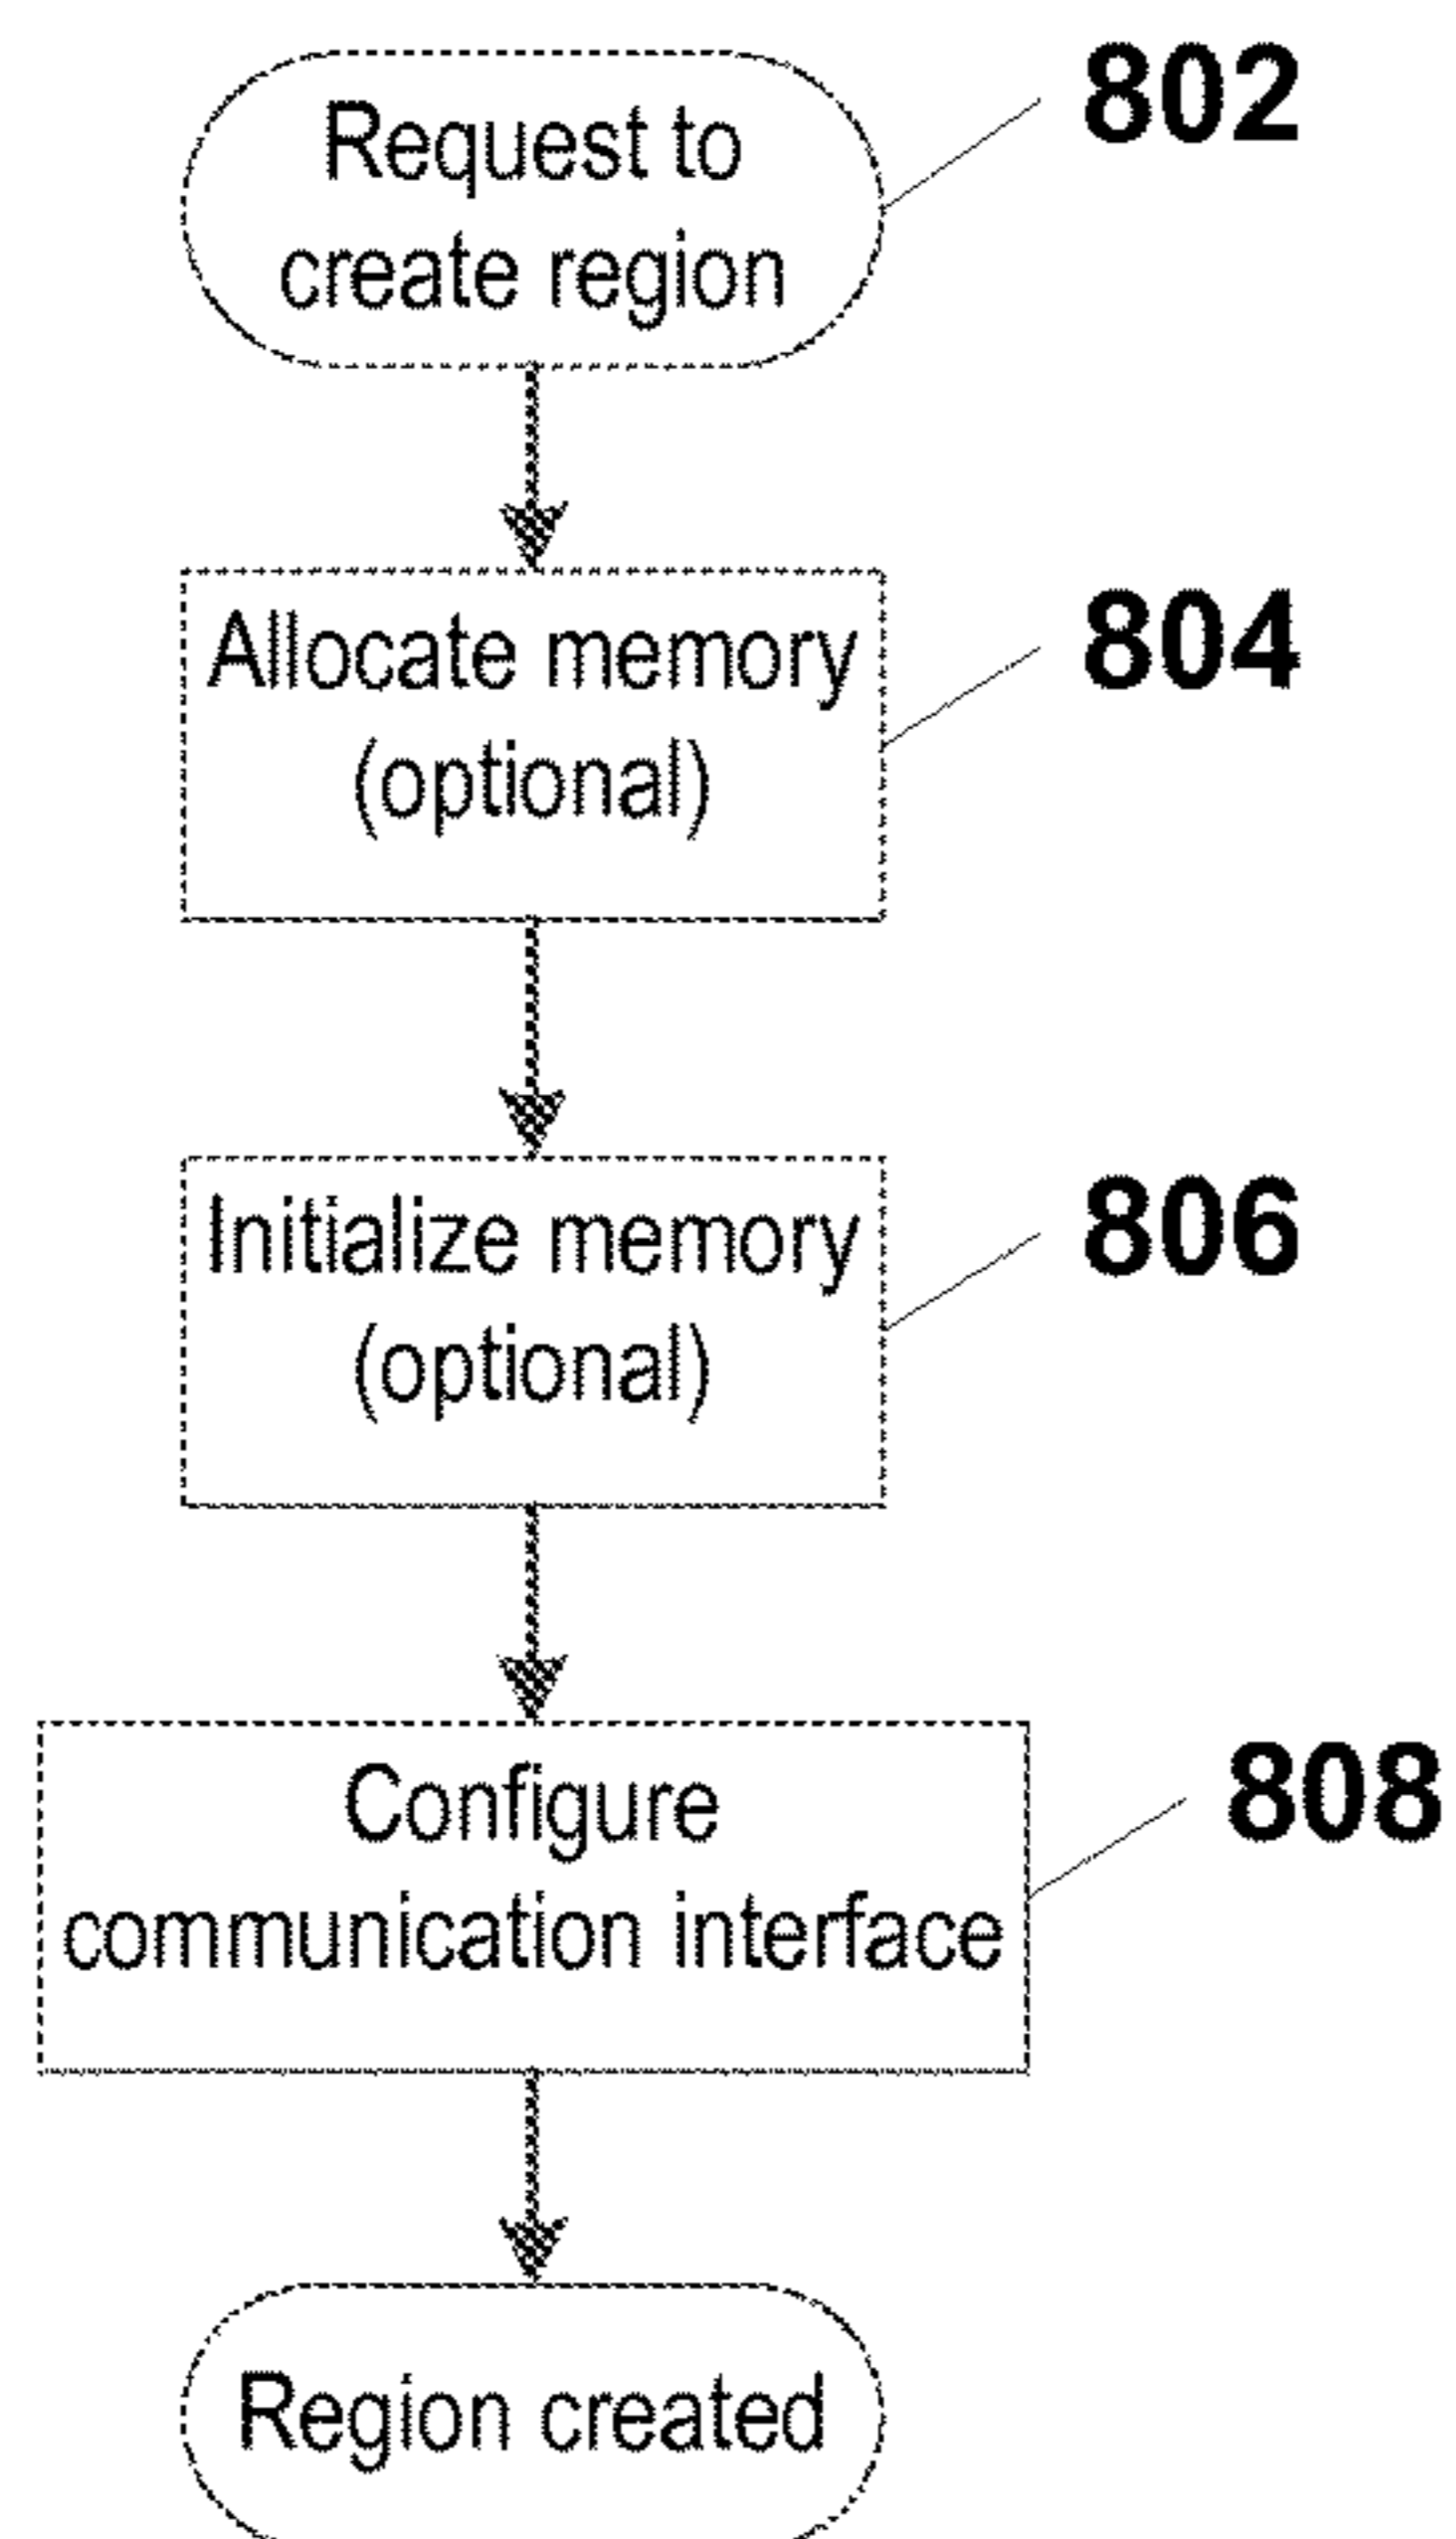 Request to
create region
802
Allocate memory
(optional)
804
Initialize memory
(optional)
806
Configure
communication interface
808
Region created